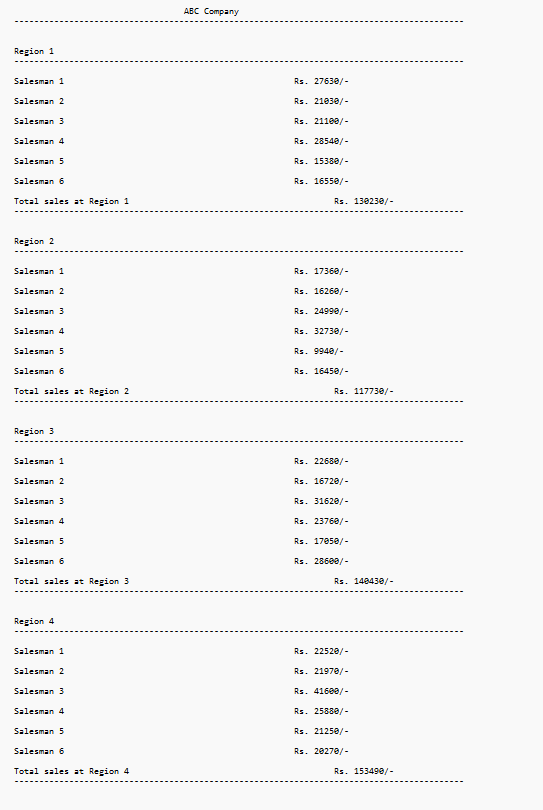 ABC Company
--------------------------------------------------------------------------------
Region 1
--------------------------------------------------------------------------------
Salesman 1 Rs. 27630/-
Salesman 2 Rs. 21030/-
Salesman 3 Rs. 21100/-
Salesman 4 Rs. 28540/-
Salesman 5 Rs. 15380/-
Salesman 6 Rs. 16550/-
Total sales at Region 1 Rs. 130230/-
--------------------------------------------------------------------------------
Region 2
--------------------------------------------------------------------------------
Salesman 1 Rs. 17360/-
Salesman 2 Rs. 16260/-
Salesman 3 Rs. 24990/-
Salesman 4 Rs. 32730/-
Salesman 5 Rs. 9940/-
Salesman 6 Rs. 16450/-
Total sales at Region 2 Rs. 117730/-
--------------------------------------------------------------------------------
Region 3
--------------------------------------------------------------------------------
Salesman 1 Rs. 22680/-
Salesman 2 Rs. 16720/-
Salesman 3 Rs. 31620/-
Salesman 4 Rs. 23760/-
Salesman 5 Rs. 17050/-
Salesman 6 Rs. 28600/-
Total sales at Region 3 Rs. 140430/-
--------------------------------------------------------------------------------
Region 4
--------------------------------------------------------------------------------
Salesman 1 Rs. 22520/-
Salesman 2 Rs. 21970/-
Salesman 3 Rs. 41600/-
Salesman 4 Rs. 25880/-
Salesman 5 Rs. 21250/-
Salesman 6 Rs. 20270/-
Total sales at Region 4 Rs. 153490/-
--------------------------------------------------------------------------------